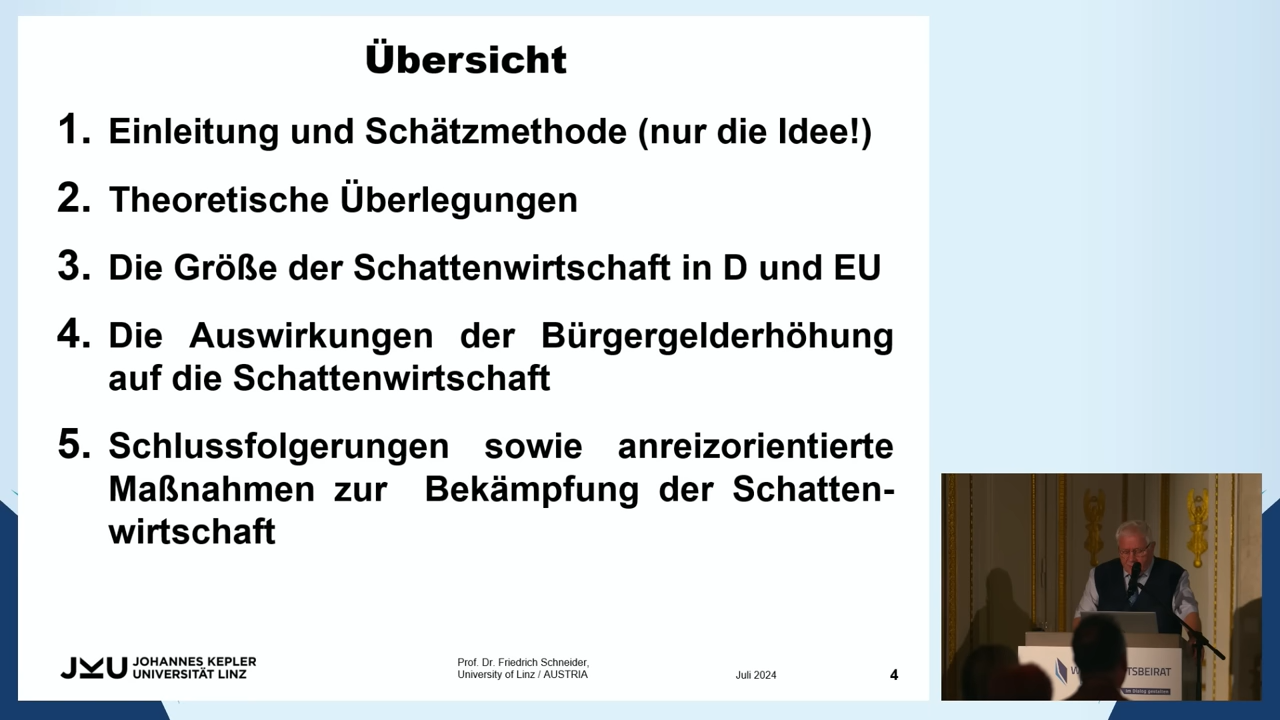 Übersicht
1. Einleitung und Schätzmethode (nur die Idee!)
2. Theoretische Überlegungen
3. Die Größe der Schattenwirtschaft in D und EU
4. Die Auswirkungen der Bürgergelderhöhung
auf die Schattenwirtschaft
5. Schlussfolgerungen sowie anreizorientierte
Maßnahmen zur Bekämpfung der Schatten-
wirtschaft
JKU JOHANNES KEPLER
UNIVERSITÄT LINZ
Prof. Dr. Friedrich Schneider,
University of Linz / AUSTRIA
Juli 2024
4